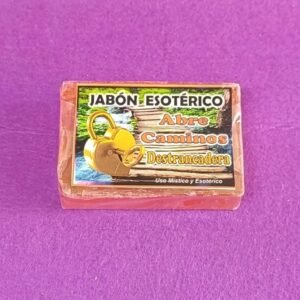 JABÓN ESOTÉRICO
Abre
Caminos
Destrancadera
Uso Místico y Esotérico